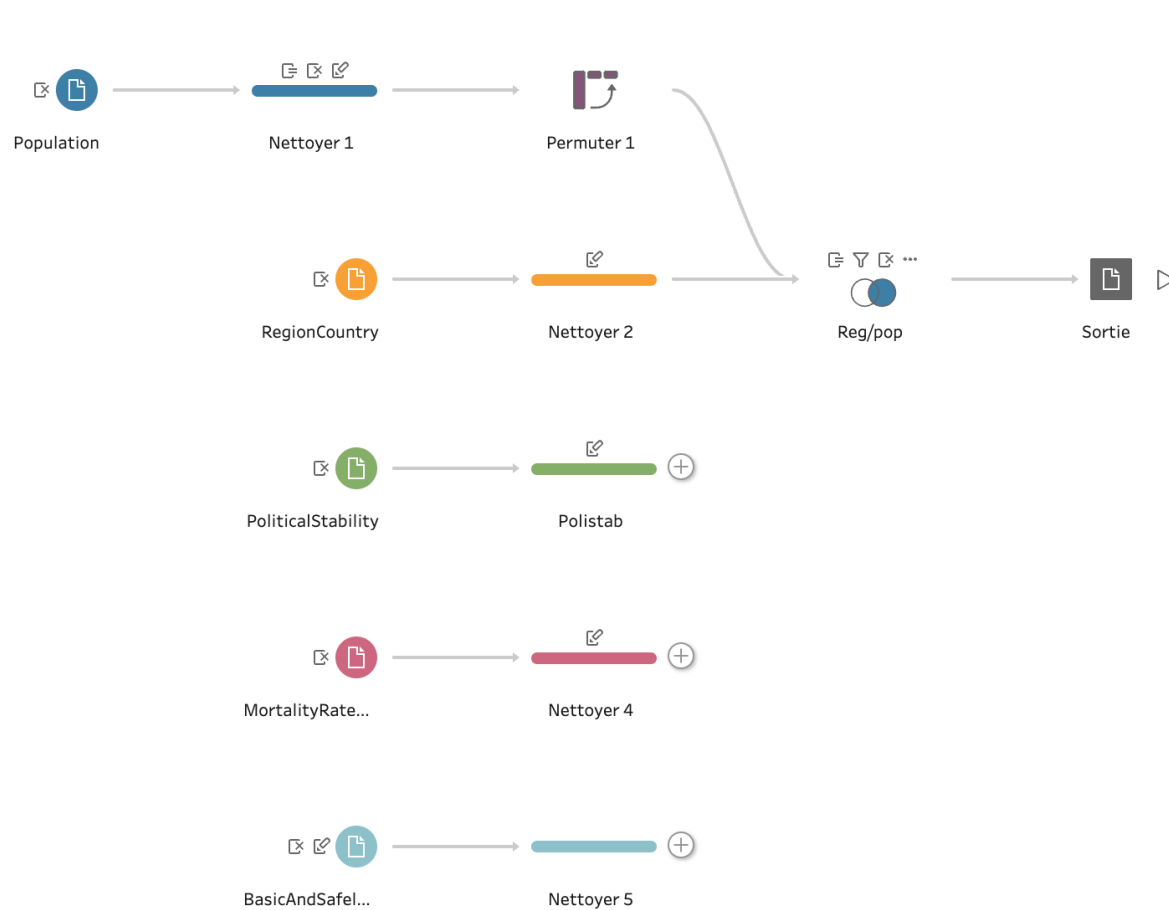 Population
Nettoyer 1
Permuter 1
RegionCountry
Nettoyer 2
Reg/pop
Sortie
PoliticalStability
Polistab
MortalityRate...
Nettoyer 4
BasicAndSafel...
Nettoyer 5